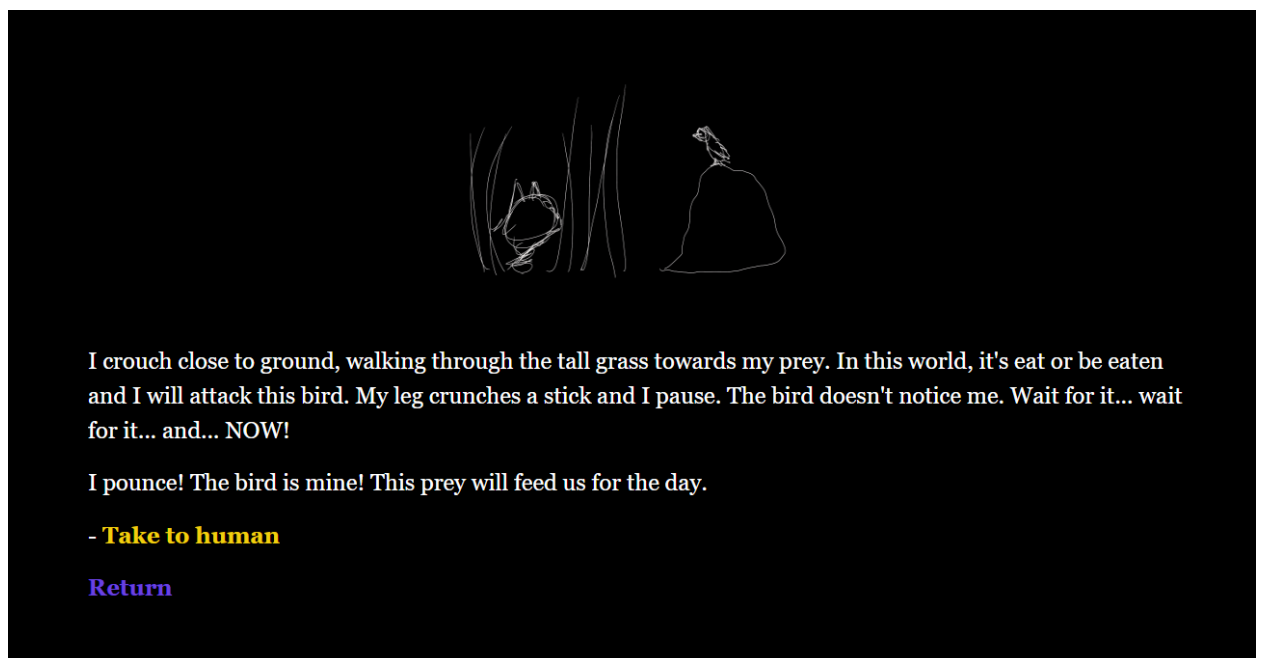 I crouch close to ground, walking through the tall grass towards my prey. In this world, it's eat or be eaten
and I will attack this bird. My leg crunches a stick and I pause. The bird doesn't notice me. Wait for it... wait
for it... and... NOW!
I pounce! The bird is mine! This prey will feed us for the day.
- Take to human
Return